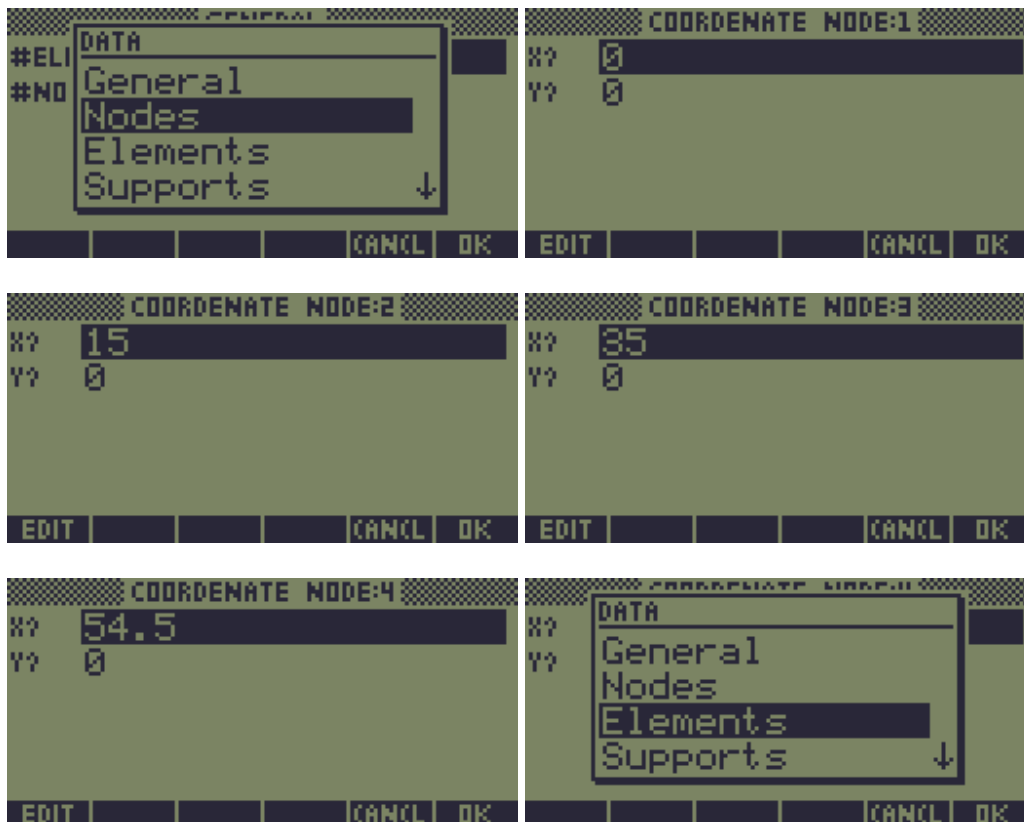 DATA
#ELI
General
#NO
Nodes
Elements
Supports ↓
CANCL OK
COORDENATE NODE:1
X? 0
Y? 0
EDIT CANCL OK
COORDENATE NODE:2
X? 15
Y? 0
EDIT CANCL OK
COORDENATE NODE:3
X? 35
Y? 0
EDIT CANCL OK
COORDENATE NODE:4
X? 54.5
Y? 0
EDIT CANCL OK
DATA
X?
General
Y?
Nodes
Elements
Supports ↓
CANCL OK